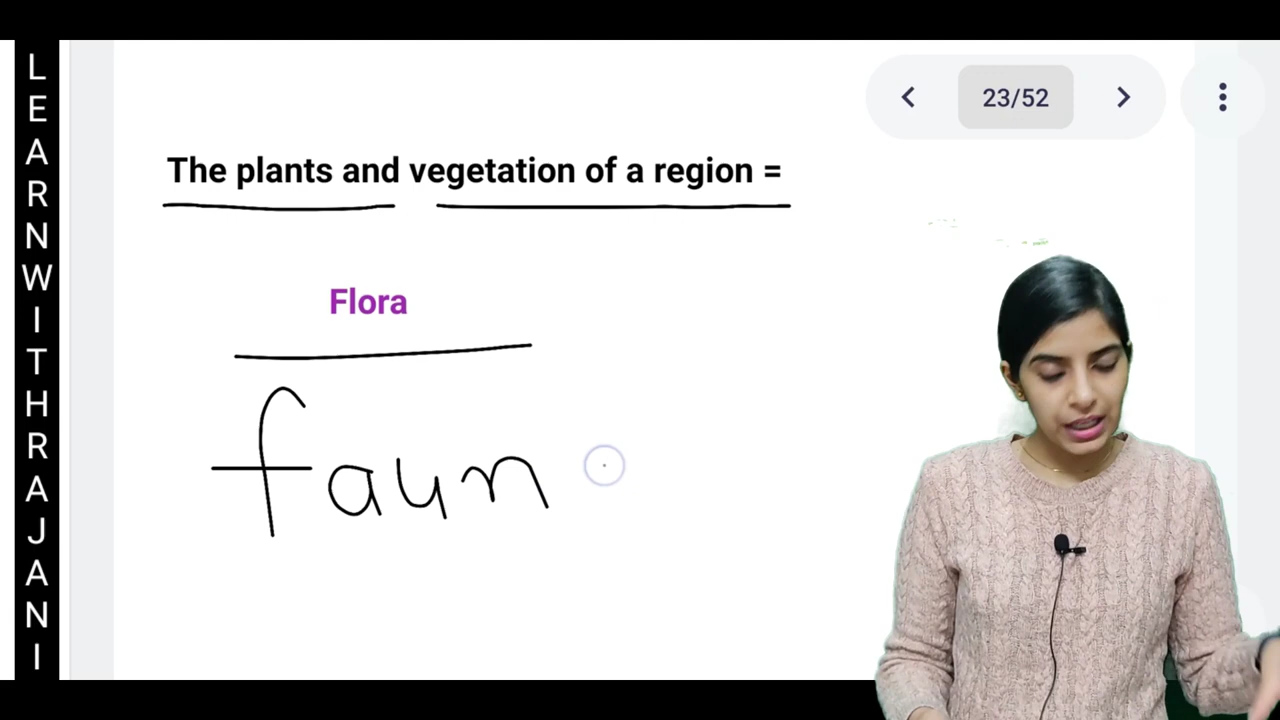 LEARNWITHRAJANI
23/52
The plants and vegetation of a region =
Flora
faun